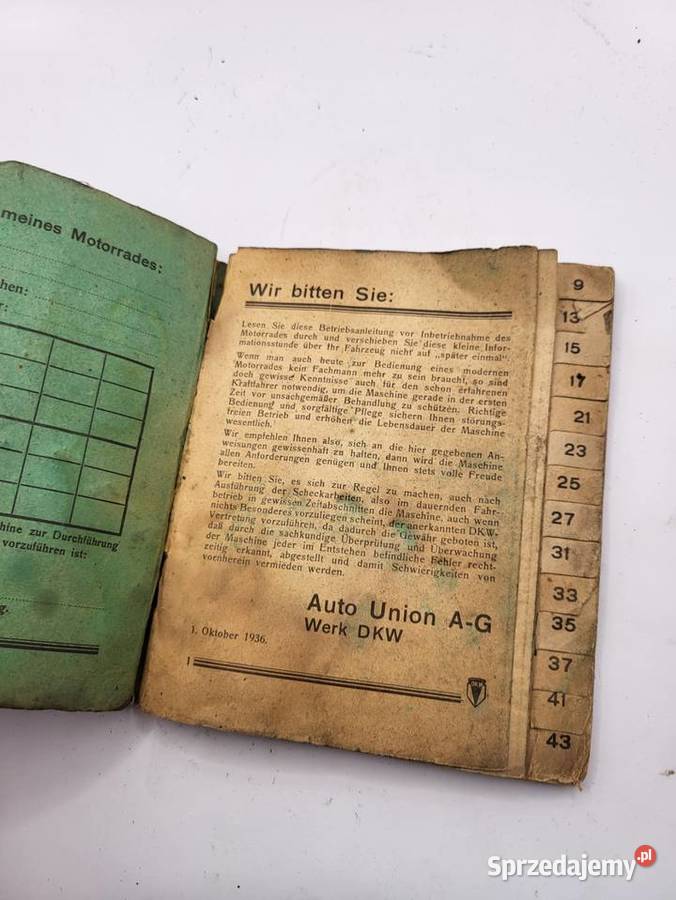 meines Motorrades:
hen:
r:
hine zur Durchführung
vorzuführen ist:
g.
Wir bitten Sie:
Lesen Sie diese Betriebsanleitung vor Inbetriebnahme des
Motorrades durch und verschieben Sie diese kleine Infor-
mationsstunde über Ihr Fahrzeug nicht auf „später einmal".
Wenn man auch heute zur Bedienung eines modernen
Motorrades kein Fachmann mehr zu sein braucht, so sind
doch gewisse Kenntnisse auch für den schon erfahrenen
Kraftfahrer notwendig, um die Maschine gerade in der ersten
Zeit vor unsachgemäßer Behandlung zu schützen. Richtige
Bedienung und sorgfältige Pflege sichern Ihnen störungs-
freien Betrieb und erhöhen die Lebensdauer der Maschine
wesentlich.
Wir empfehlen Ihnen also, sich an die hier gegebenen An-
weisungen gewissenhaft zu halten, dann wird die Maschine
allen Anforderungen genügen und Ihnen stets volle Freude
bereiten.
Wir bitten Sie, es sich zur Regel zu machen, auch nach
Ausführung der Scheckarbeiten, also im dauernden Fahr-
betrieb in gewissen Zeitabschnitten die Maschine, auch wenn
nichts Besonderes vorzuliegen scheint, der anerkannten DKW-
Vertretung vorzuführen, da dadurch die Gewähr geboten ist,
daß durch die sachkundige Überprüfung und Überwachung
der Maschine jeder im Entstehen befindliche Fehler recht-
zeitig erkannt, abgestellt und damit Schwierigkeiten von
vornherein vermieden werden.
Auto Union A-G
Werk DKW
1. Oktober 1936.
1
DKW
9
13
15
17
21
23
25
27
31
33
35
37
41
43
Sprzedajemy.pl